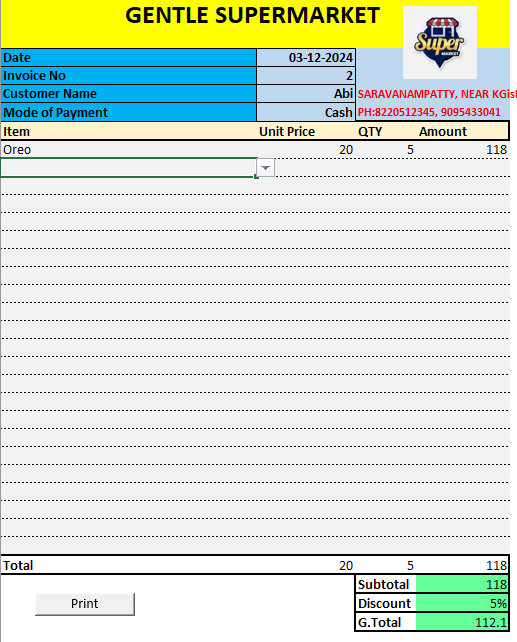 GENTLE SUPERMARKET
Super
MARKET
Date 03-12-2024
Invoice No 2
Customer Name Abi SARAVANAMPATTY, NEAR KGisl
Mode of Payment Cash PH:8220512345, 9095433041
Item Unit Price QTY Amount
Oreo 20 5 118
Total 20 5 118
Subtotal 118
Print
Discount 5%
G.Total 112.1